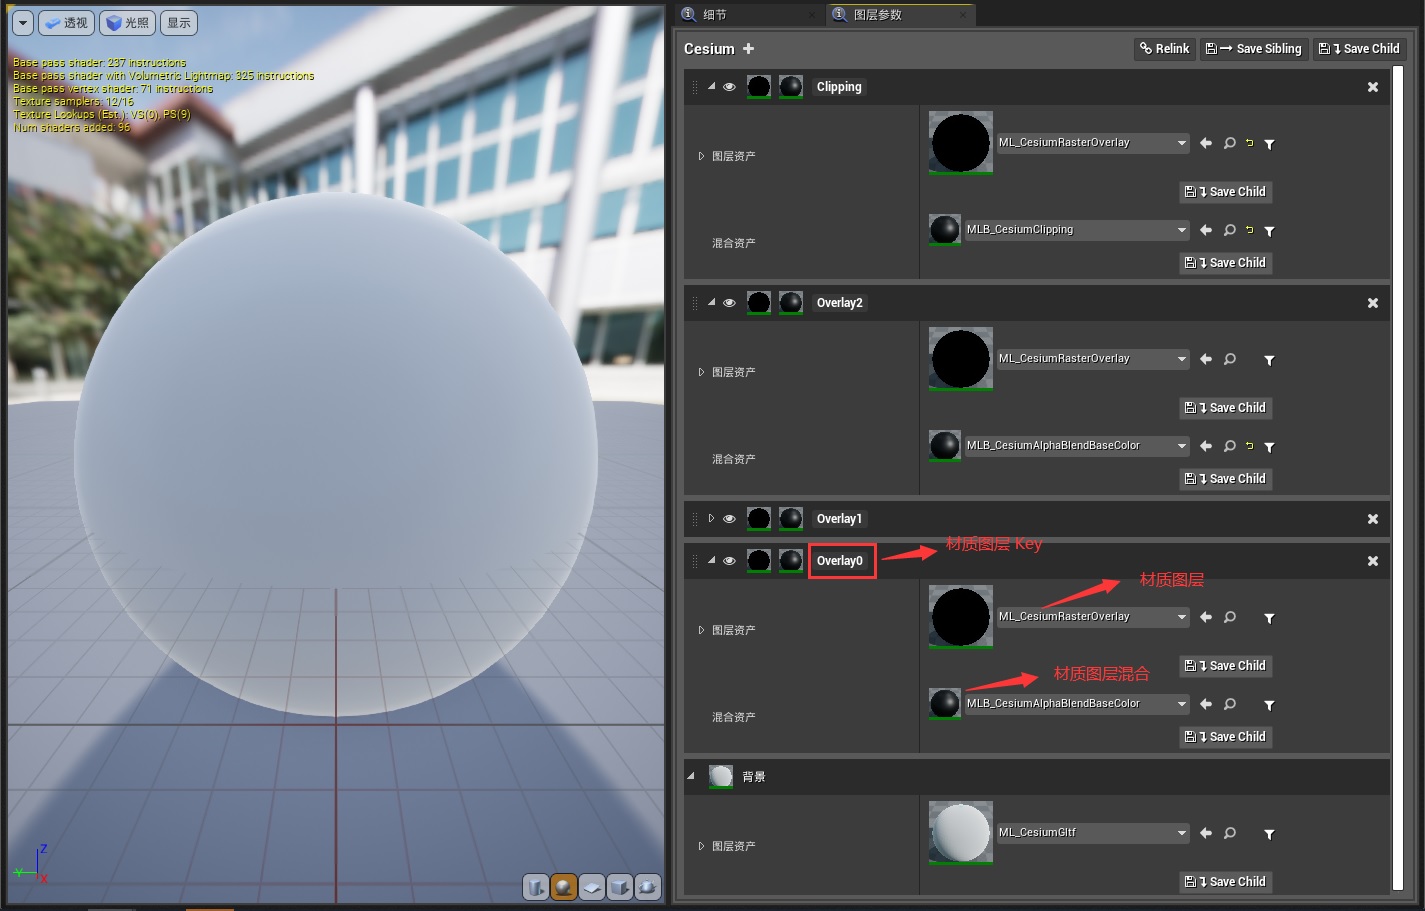 透视
光照
显示
Base pass shader: 237 instructions
Base pass shader with Volumetric Lightmap: 325 instructions
Base pass vertex shader: 71 instructions
Texture samplers: 12/16
Texture Lookups (Est.): VS(0), PS(9)
Num shaders added: 96
Z
Y
X
细节
图层参数
Cesium
Relink
Save Sibling
Save Child
Clipping
图层资产
ML_CesiumRasterOverlay
Save Child
混合资产
MLB_CesiumClipping
Save Child
Overlay2
图层资产
ML_CesiumRasterOverlay
Save Child
混合资产
MLB_CesiumAlphaBlendBaseColor
Save Child
Overlay1
Overlay0
材质图层 Key
材质图层
图层资产
ML_CesiumRasterOverlay
Save Child
材质图层混合
混合资产
MLB_CesiumAlphaBlendBaseColor
Save Child
背景
图层资产
ML_CesiumGltf
Save Child